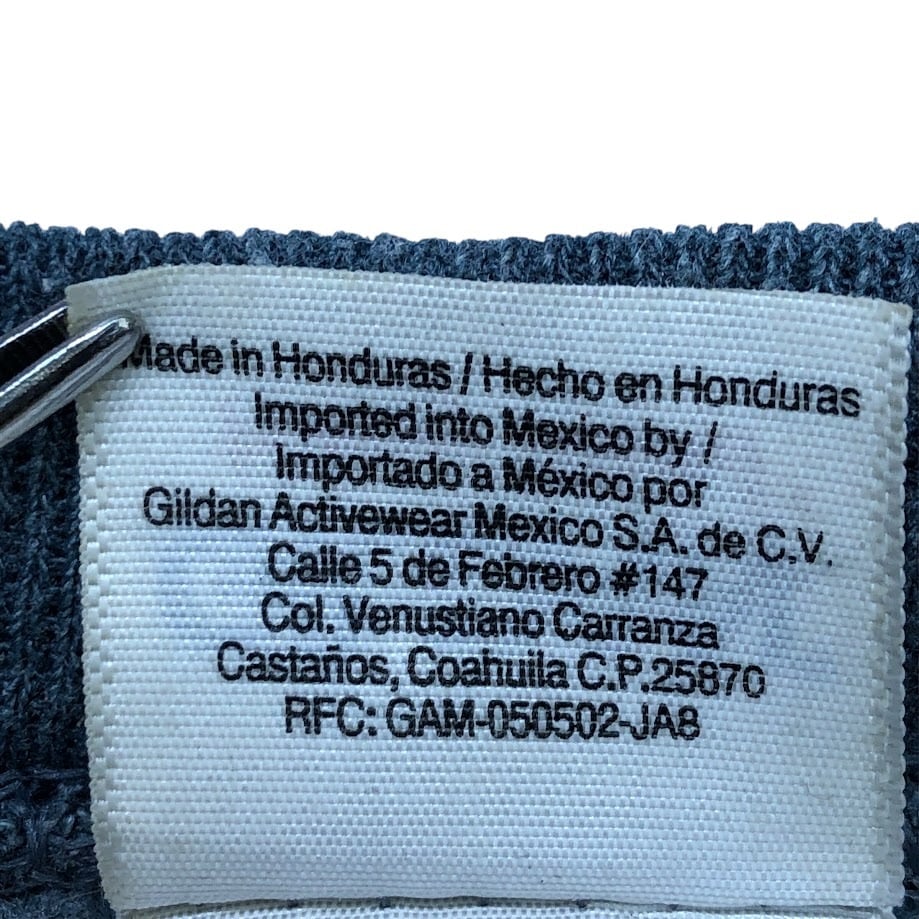 Made in Honduras / Hecho en Honduras
Imported into Mexico by /
Importado a México por
Gildan Activewear Mexico S.A. de C.V.
Calle 5 de Febrero #147
Col. Venustiano Carranza
Castaños, Coahuila C.P.25870
RFC: GAM-050502-JA8